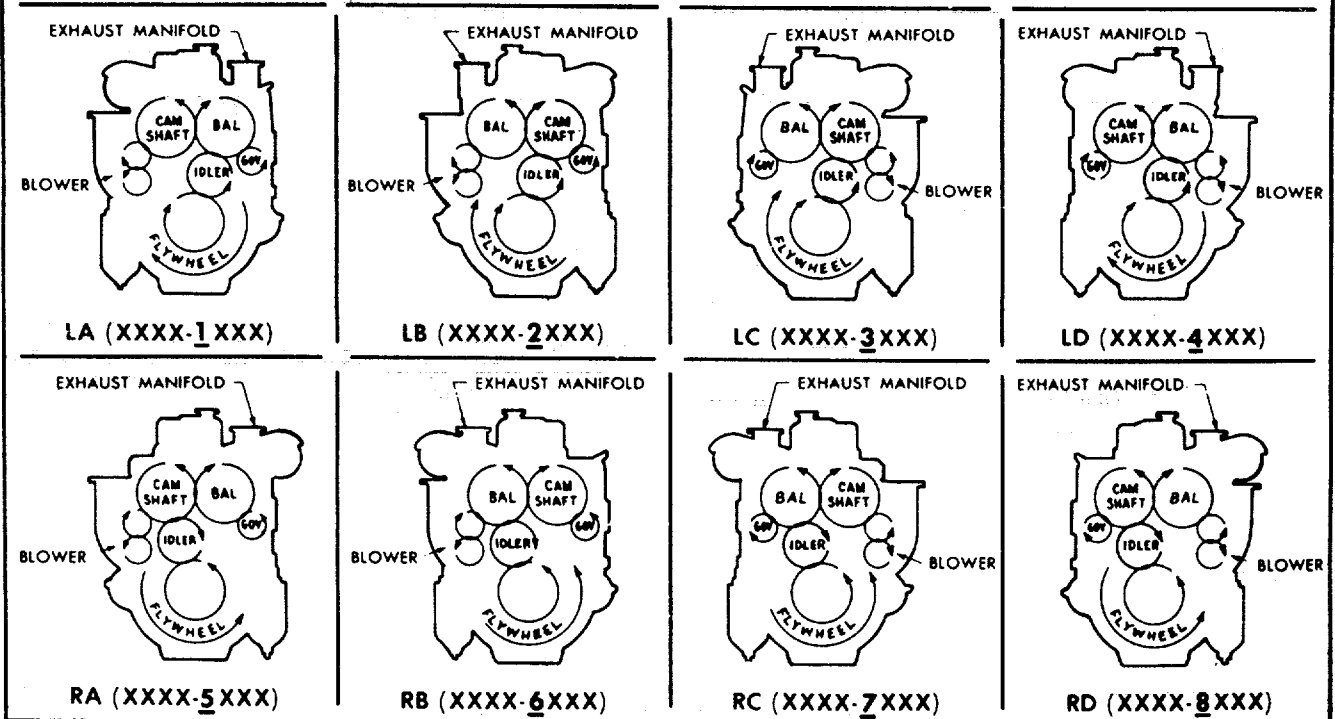 EXHAUST MANIFOLD
CAM
SHAFT
BAL
GOV
IDLER
BLOWER
FLYWHEEL
LA (XXXX-1XXX)
EXHAUST MANIFOLD
BAL
CAM
SHAFT
GOV
IDLER
BLOWER
FLYWHEEL
LB (XXXX-2XXX)
EXHAUST MANIFOLD
BAL
CAM
SHAFT
GOV
IDLER
BLOWER
FLYWHEEL
LC (XXXX-3XXX)
EXHAUST MANIFOLD
CAM
SHAFT
BAL
GOV
IDLER
BLOWER
FLYWHEEL
LD (XXXX-4XXX)
EXHAUST MANIFOLD
CAM
SHAFT
BAL
GOV
IDLER
BLOWER
FLYWHEEL
RA (XXXX-5XXX)
EXHAUST MANIFOLD
BAL
CAM
SHAFT
GOV
IDLER
BLOWER
FLYWHEEL
RB (XXXX-6XXX)
EXHAUST MANIFOLD
BAL
CAM
SHAFT
GOV
IDLER
BLOWER
FLYWHEEL
RC (XXXX-7XXX)
EXHAUST MANIFOLD
CAM
SHAFT
BAL
GOV
IDLER
BLOWER
FLYWHEEL
RD (XXXX-8XXX)